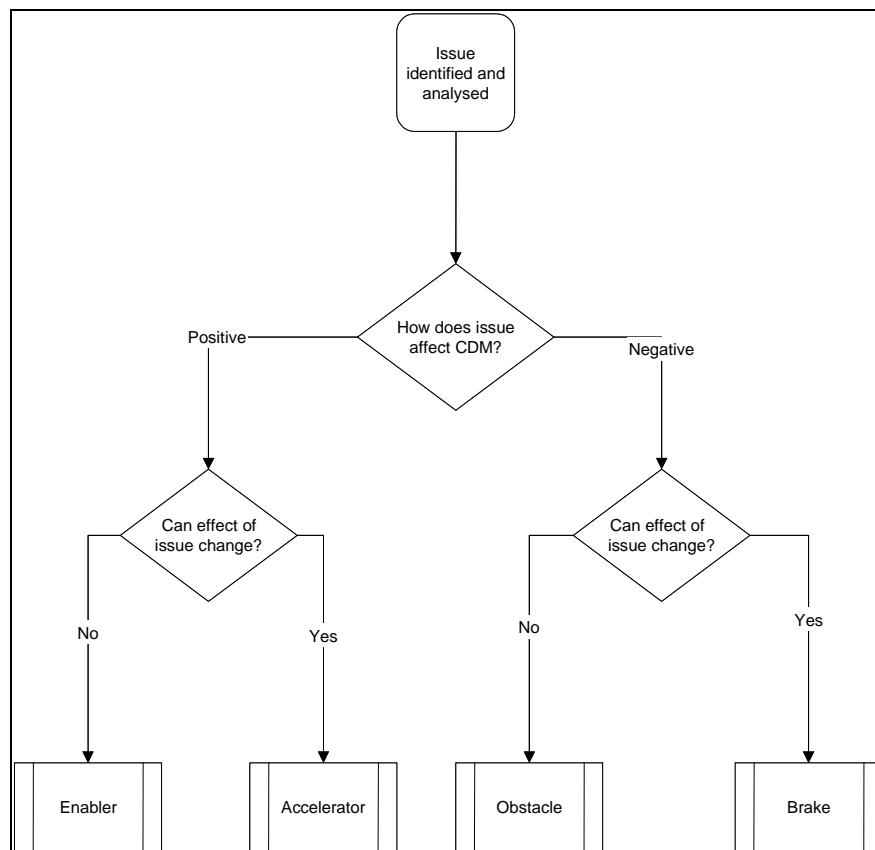 Issue
identified and
analysed
How does issue
affect CDM?
Positive
Negative
Can effect of
issue change?
Can effect of
issue change?
No
Yes
No
Yes
Enabler
Accelerator
Obstacle
Brake